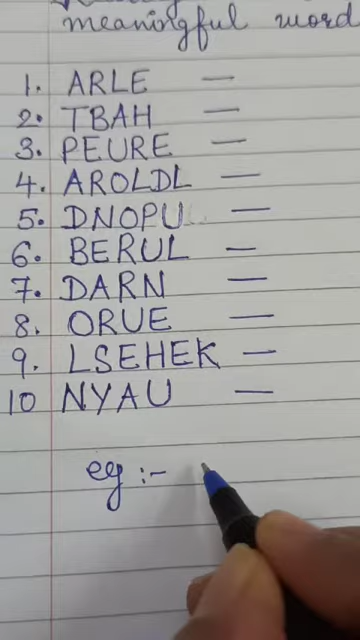 meaningful word
1. ARLE —
2. TBAH —
3. PEURE —
4. AROLDL —
5. DNOPU —
6. BERUL —
7. DARN —
8. ORUE —
9. LSEHEK —
10 NYAU —
eg :-